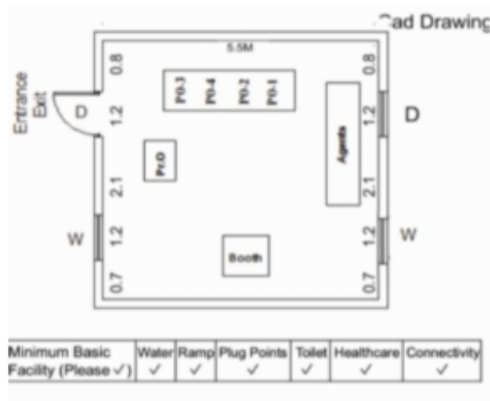 Cad Drawing
5.5M
0.8
0.8
PO-3
PO-4
PO-2
PO-1
Entrance
Exit
D
1.2
1.2
D
Agents
Pr.O
2.1
2.1
W
1.2
1.2
W
Booth
0.7
0.7
Minimum Basic Facility (Please ✓) Water Ramp Plug Points Toilet Healthcare Connectivity
✓ ✓ ✓ ✓ ✓ ✓